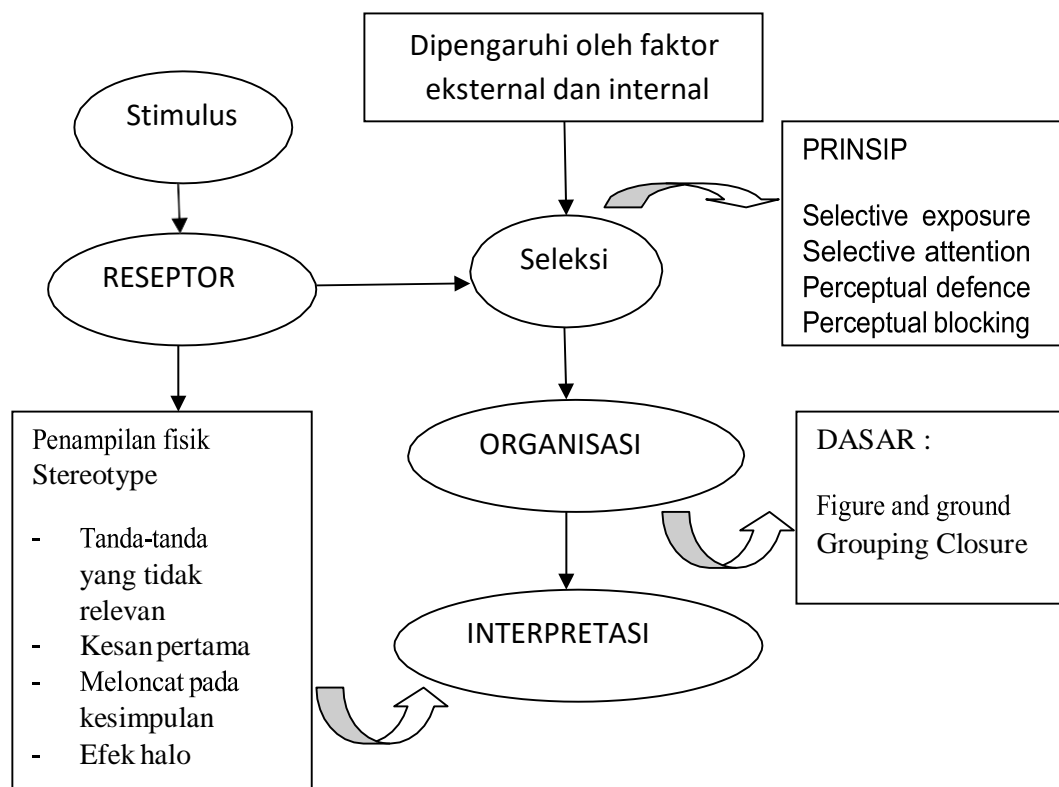 Dipengaruhi oleh faktor
eksternal dan internal
Stimulus
PRINSIP
Selective exposure
Selective attention
Perceptual defence
Perceptual blocking
RESEPTOR
Seleksi
Penampilan fisik
Stereotype
- Tanda-tanda
yang tidak
relevan
- Kesan pertama
- Meloncat pada
kesimpulan
- Efek halo
ORGANISASI
DASAR :
Figure and ground
Grouping Closure
INTERPRETASI